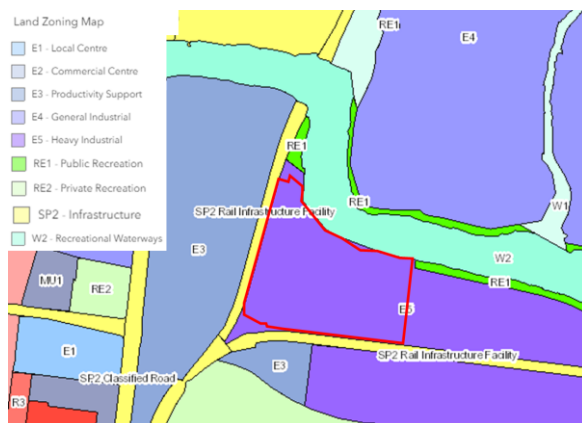 Land Zoning Map
E1 - Local Centre
E2 - Commercial Centre
E3 - Productivity Support
E4 - General Industrial
E5 - Heavy Industrial
RE1 - Public Recreation
RE2 - Private Recreation
SP2 - Infrastructure
W2 - Recreational Waterways
RE1
E4
RE1
RE1
W1
SP2 Rail Infrastructure Facility
E3
W2
RE1
MU1
RE2
E5
E1
SP2 Rail Infrastructure Facility
E3
SP2 Classified Road
R3